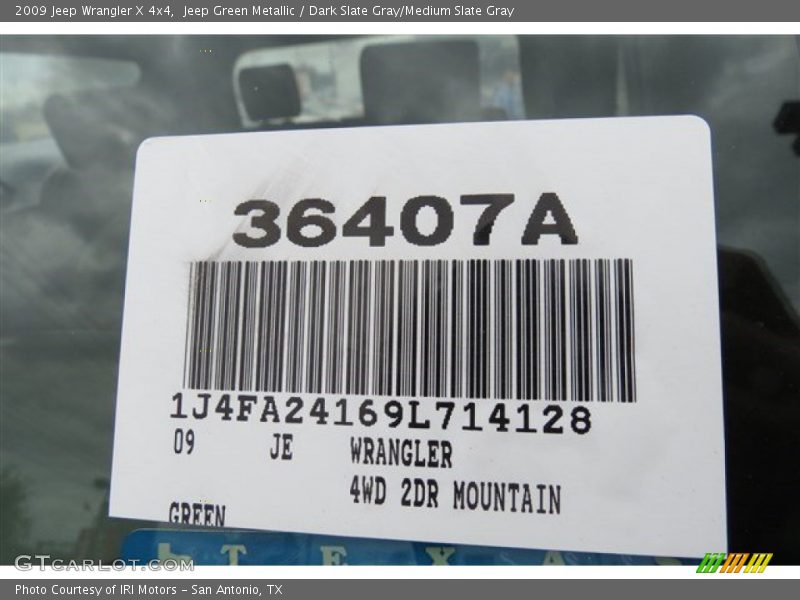 2009 Jeep Wrangler X 4x4,  Jeep Green Metallic / Dark Slate Gray/Medium Slate Gray
36407A
1J4FA24169L714128
09 JE WRANGLER
4WD 2DR MOUNTAIN
GREEN
T E X A
GTCARLOT.COM
Photo Courtesy of IRI Motors – San Antonio, TX